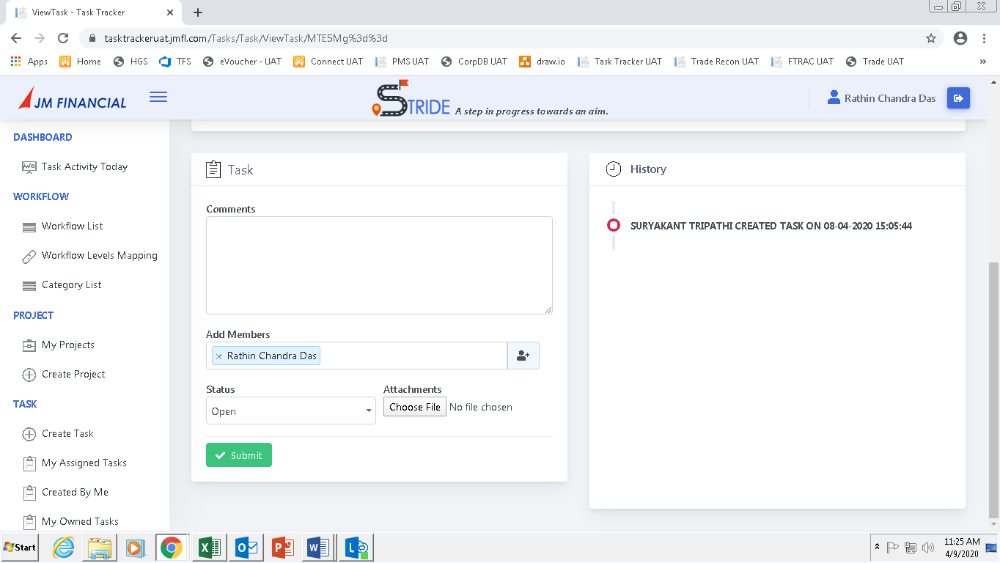 ViewTask - Task Tracker
tasktrackeruat.jmfl.com/Tasks/Task/ViewTask/MTE5Mg%3d%3d
Apps Home HGS TFS eVoucher - UAT Connect UAT PMS UAT CorpDB UAT draw.io Task Tracker UAT Trade Recon UAT FTRAC UAT Trade UAT »
JM FINANCIAL
STRIDE A step in progress towards an aim.
Rathin Chandra Das
DASHBOARD
Task Activity Today
WORKFLOW
Workflow List
Workflow Levels Mapping
Category List
PROJECT
My Projects
Create Project
TASK
Create Task
My Assigned Tasks
Created By Me
My Owned Tasks
Task
Comments
Add Members
× Rathin Chandra Das
Status Attachments
Open Choose File No file chosen
Submit
History
SURYAKANT TRIPATHI CREATED TASK ON 08-04-2020 15:05:44
Start
11:25 AM
4/9/2020